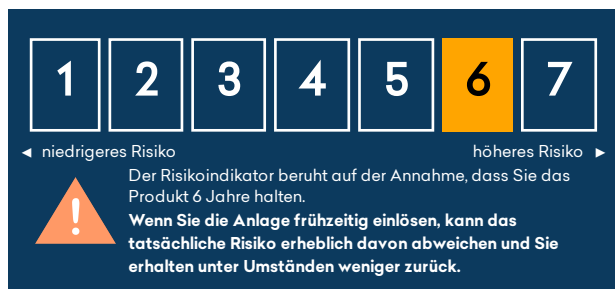 1 2 3 4 5 6 7
◄ niedrigeres Risiko höheres Risiko ►
Der Risikoindikator beruht auf der Annahme, dass Sie das
Produkt 6 Jahre halten.
Wenn Sie die Anlage frühzeitig einlösen, kann das
tatsächliche Risiko erheblich davon abweichen und Sie
erhalten unter Umständen weniger zurück.